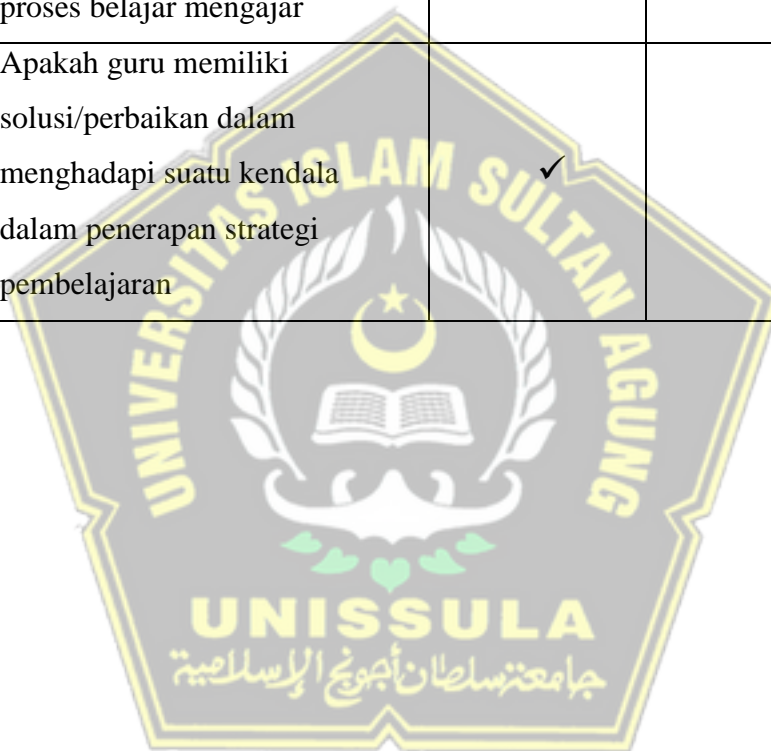 proses belajar mengajar
Apakah guru memiliki
solusi/perbaikan dalam
menghadapi suatu kendala
dalam penerapan strategi
pembelajaran
✓
UNIVERSITAS ISLAM SULTAN AGUNG
UNISSULA
جامعة سلطان أجونج الإسلامية